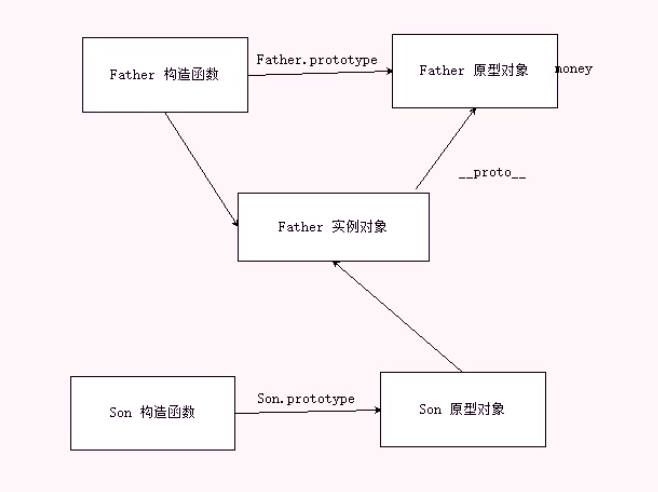 Father.prototype
Father 构造函数
Father 原型对象
money
__proto__
Father 实例对象
Son.prototype
Son 构造函数
Son 原型对象